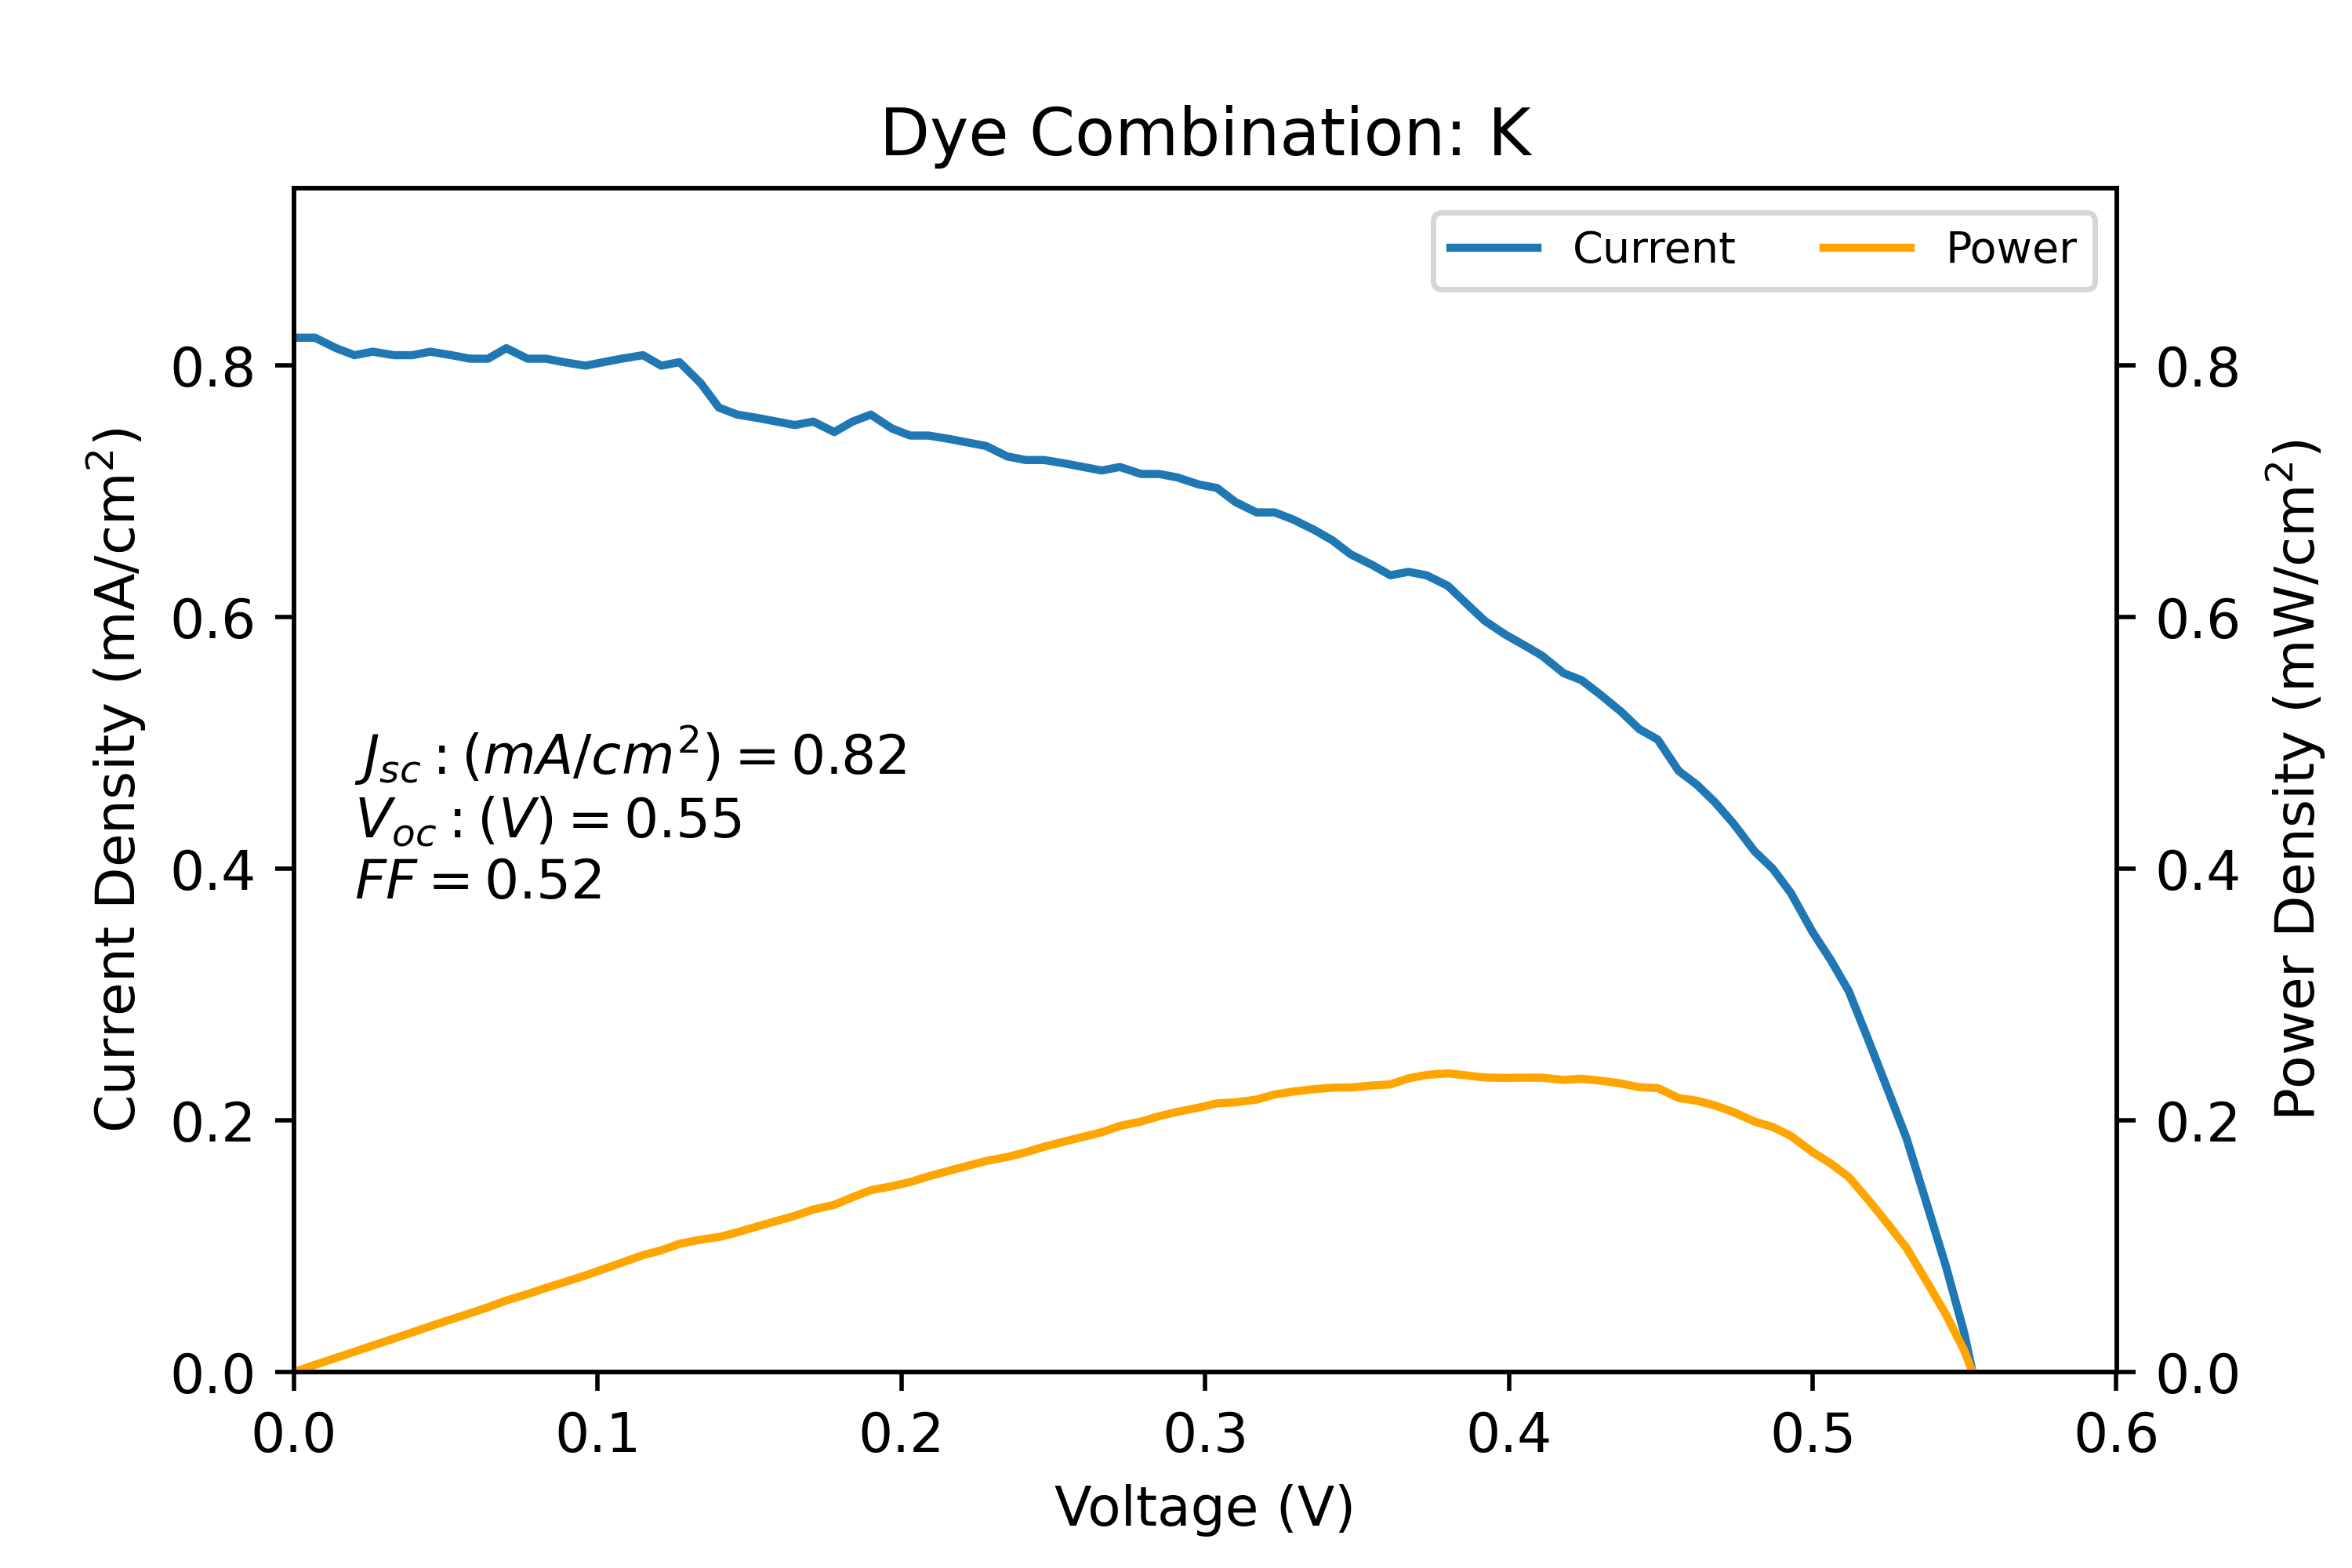 Dye Combination: K
Current Power
Current Density (mA/cm²)
0.8
0.6
0.4
0.2
0.0
J_sc : (mA/cm²) = 0.82
V_oc : (V) = 0.55
FF = 0.52
0.8
0.6
0.4
0.2
0.0
Power Density (mW/cm²)
0.0 0.1 0.2 0.3 0.4 0.5 0.6
Voltage (V)